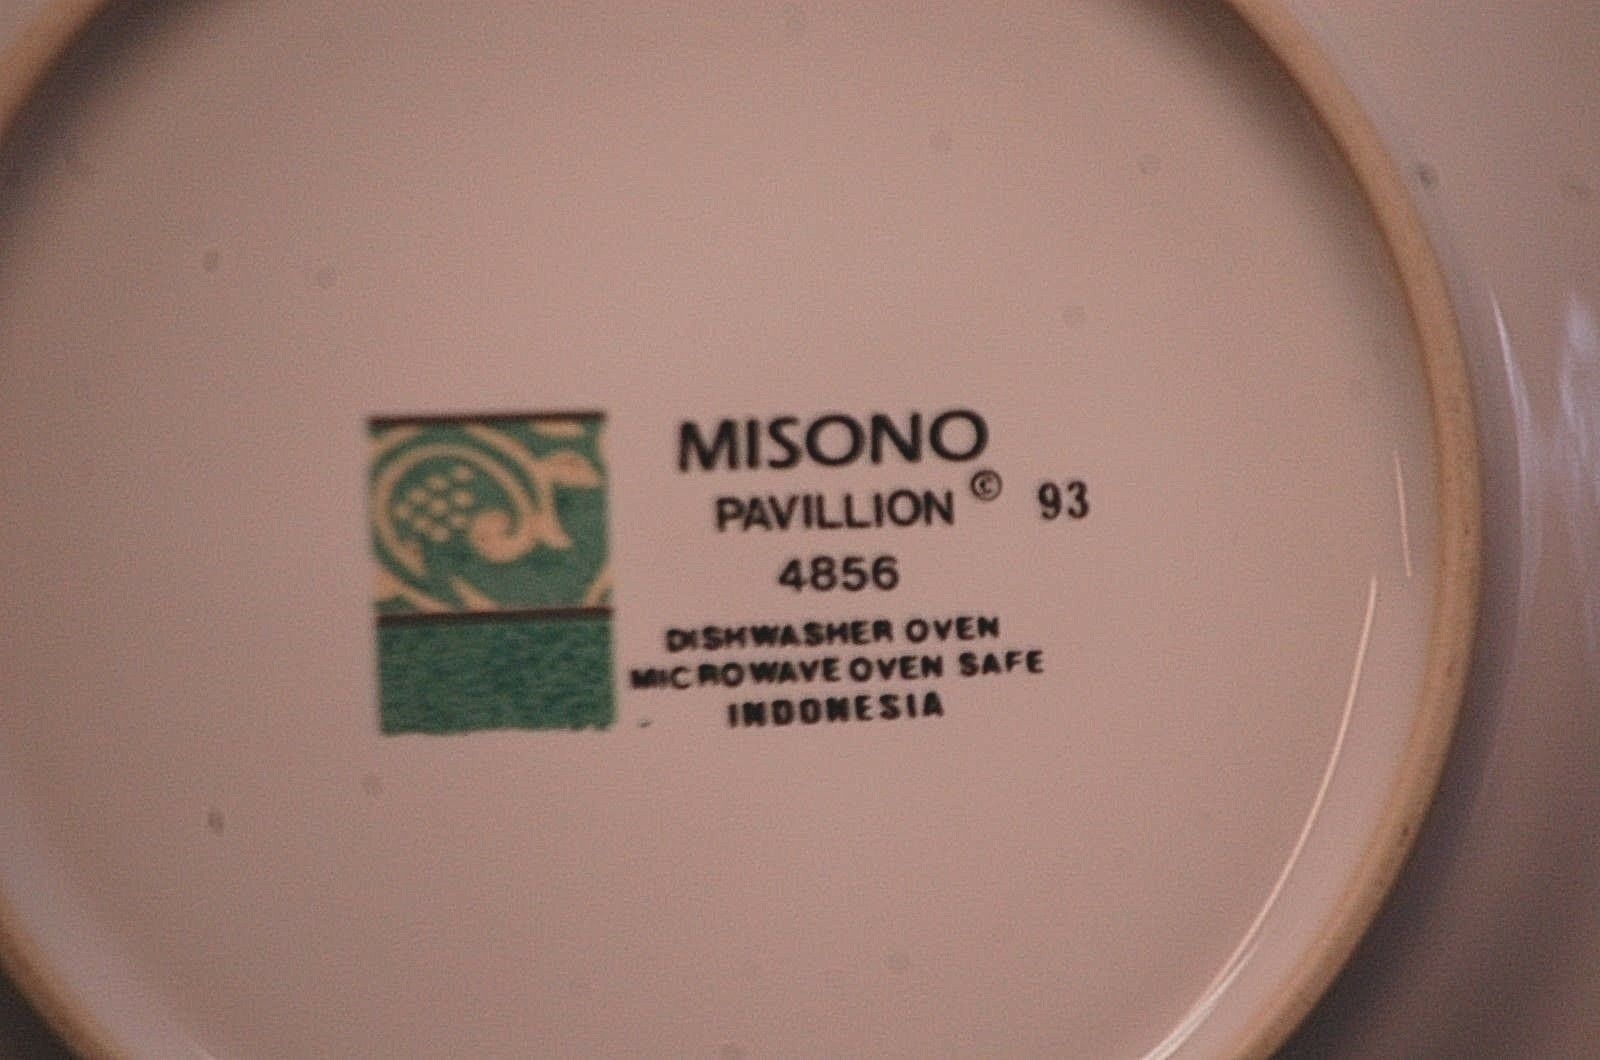 MISONO
PAVILLION © 93
4856
DISHWASHER OVEN
MICROWAVE OVEN SAFE
INDONESIA